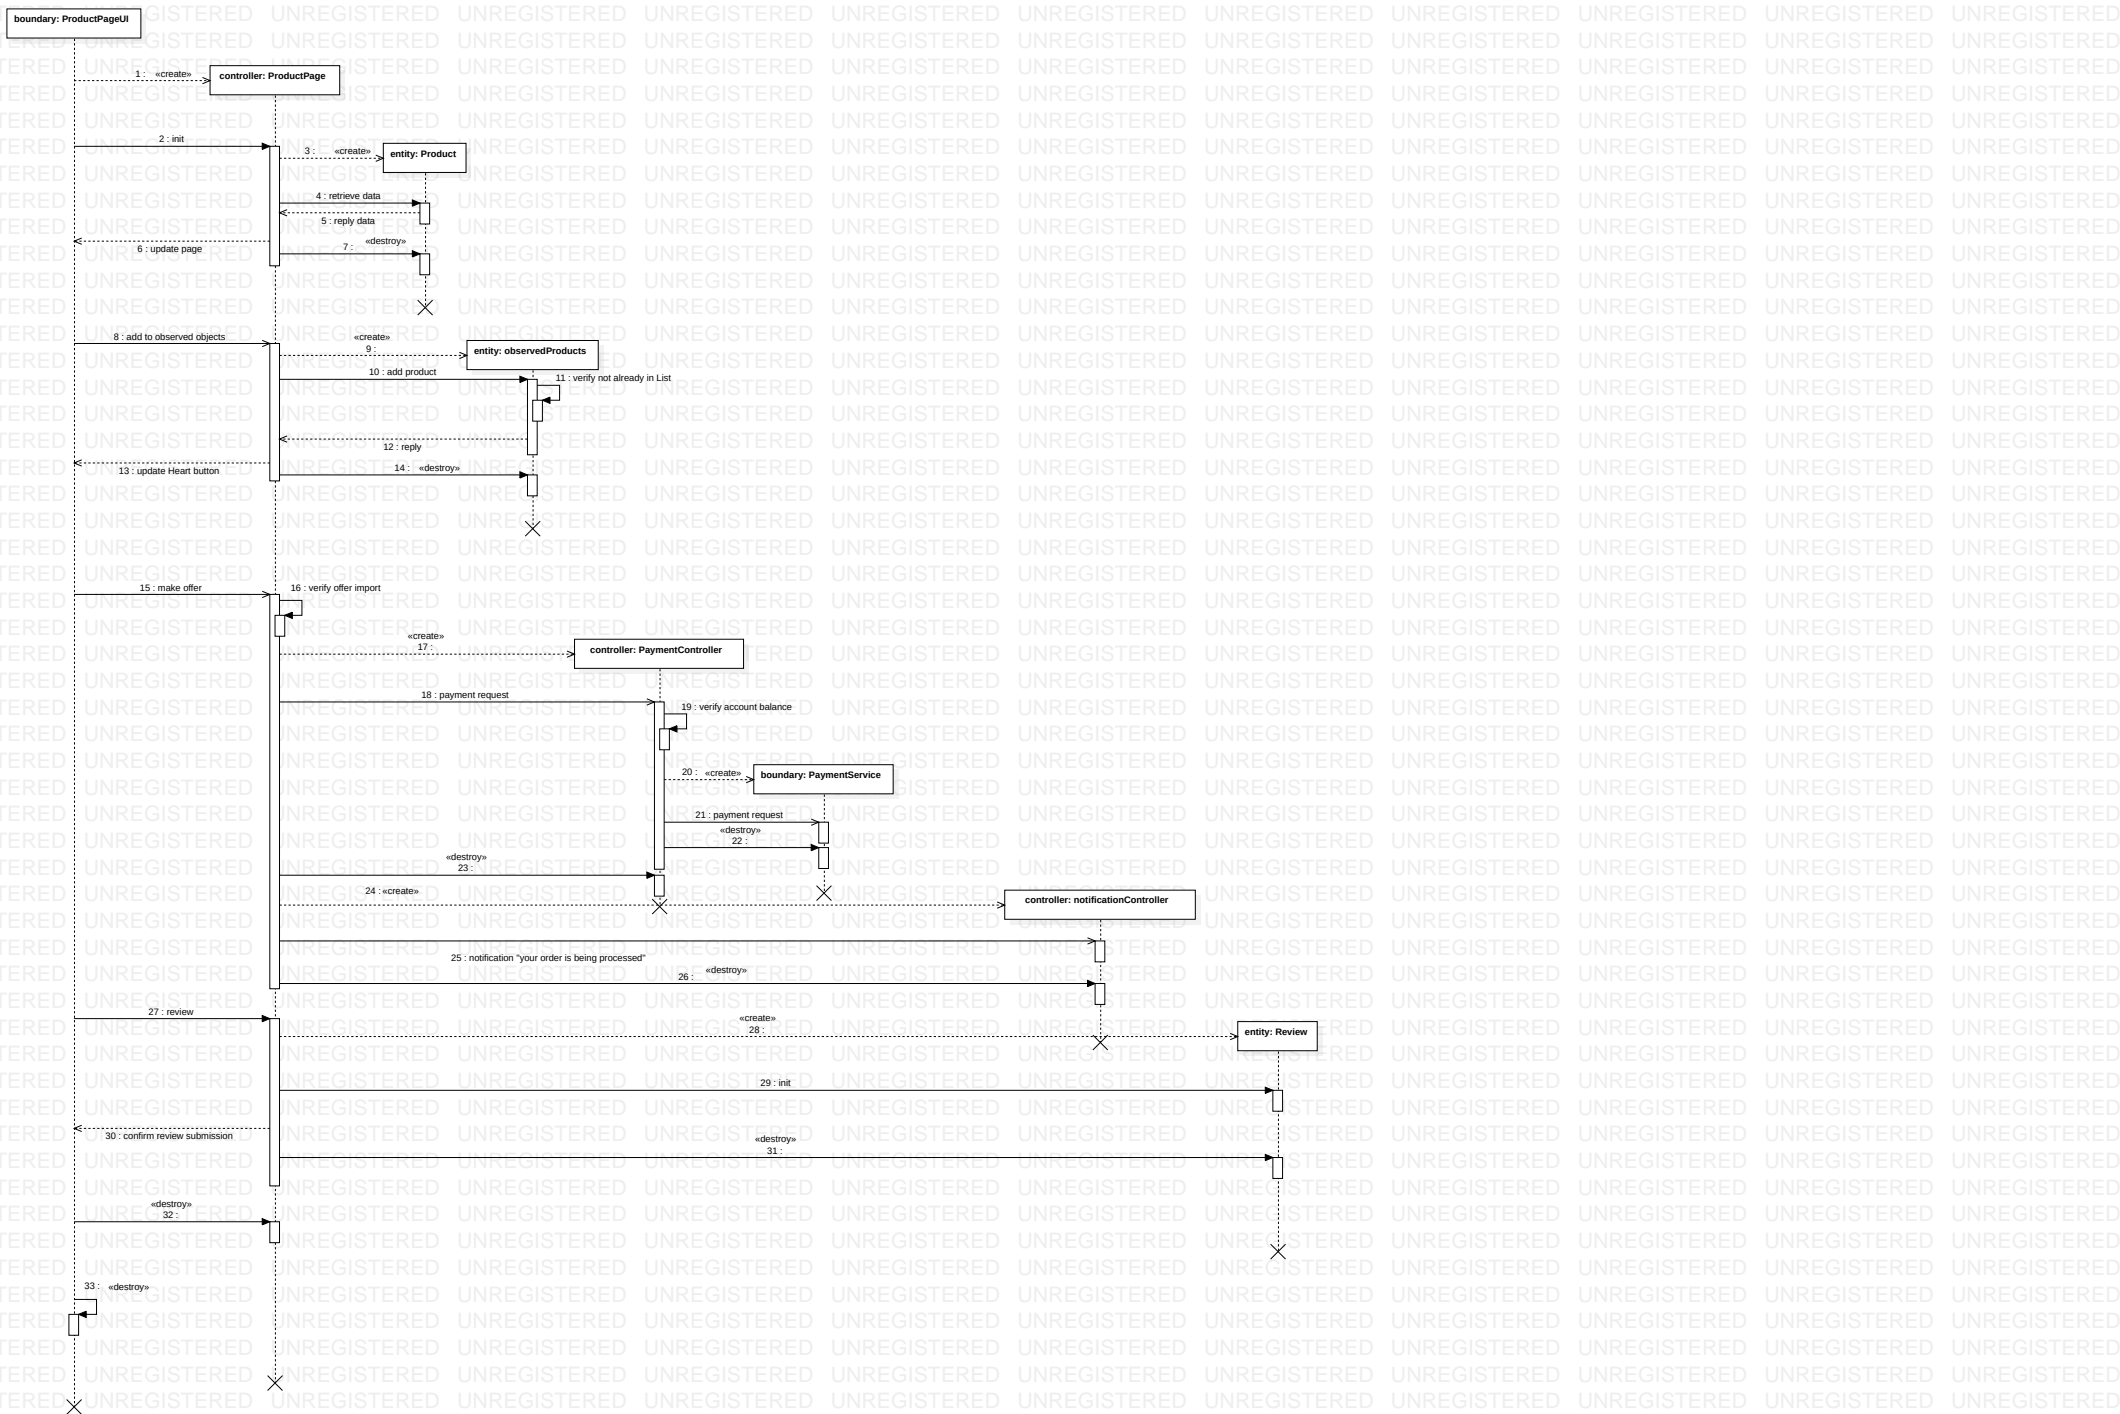 boundary: ProductPageUI
1 : «create»
controller: ProductPage
2 : init
3 : «create»
entity: Product
4 : retrieve data
5 : reply data
6 : update page
7 : «destroy»
8 : add to observed objects
«create»
9 :
entity: observedProducts
10 : add product
11 : verify not already in List
12 : reply
13 : update Heart button
14 : «destroy»
15 : make offer
16 : verify offer import
«create»
17 :
controller: PaymentController
18 : payment request
19 : verify account balance
20 : «create»
boundary: PaymentService
21 : payment request
«destroy»
22 :
«destroy»
23 :
24 : «create»
controller: notificationController
25 : notification "your order is being processed"
26 : «destroy»
27 : review
«create»
28 :
entity: Review
29 : init
30 : confirm review submission
«destroy»
31 :
«destroy»
32 :
33 : «destroy»
UNREGISTERED